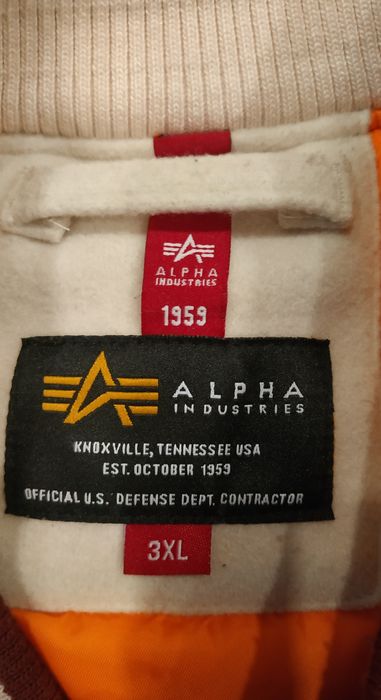 ALPHA
INDUSTRIES
1959
ALPHA
INDUSTRIES
KNOXVILLE, TENNESSEE USA
EST. OCTOBER 1959
OFFICIAL U.S. DEFENSE DEPT. CONTRACTOR
3XL